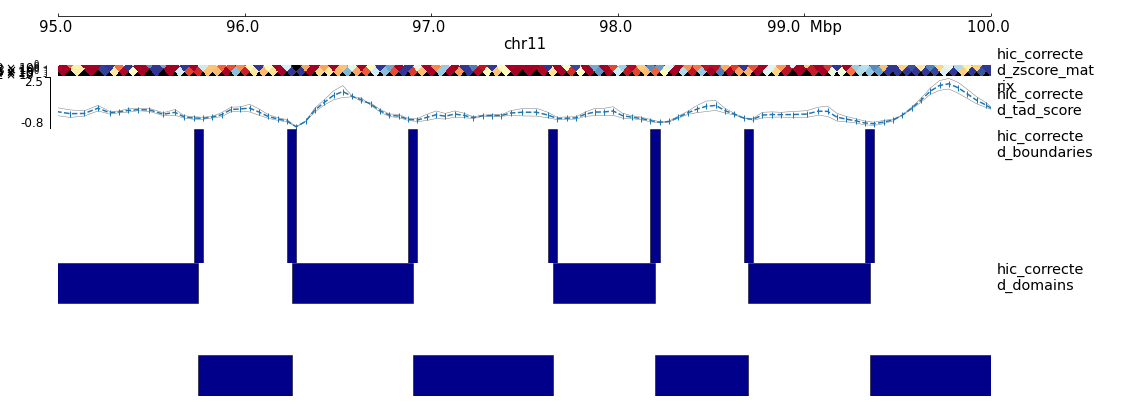 95.0 96.0 97.0 98.0 99.0 Mbp 100.0
chr11
hic_correcte
d_zscore_mat
rix
2.5
hic_correcte
d_tad_score
-0.8
hic_correcte
d_boundaries
hic_correcte
d_domains